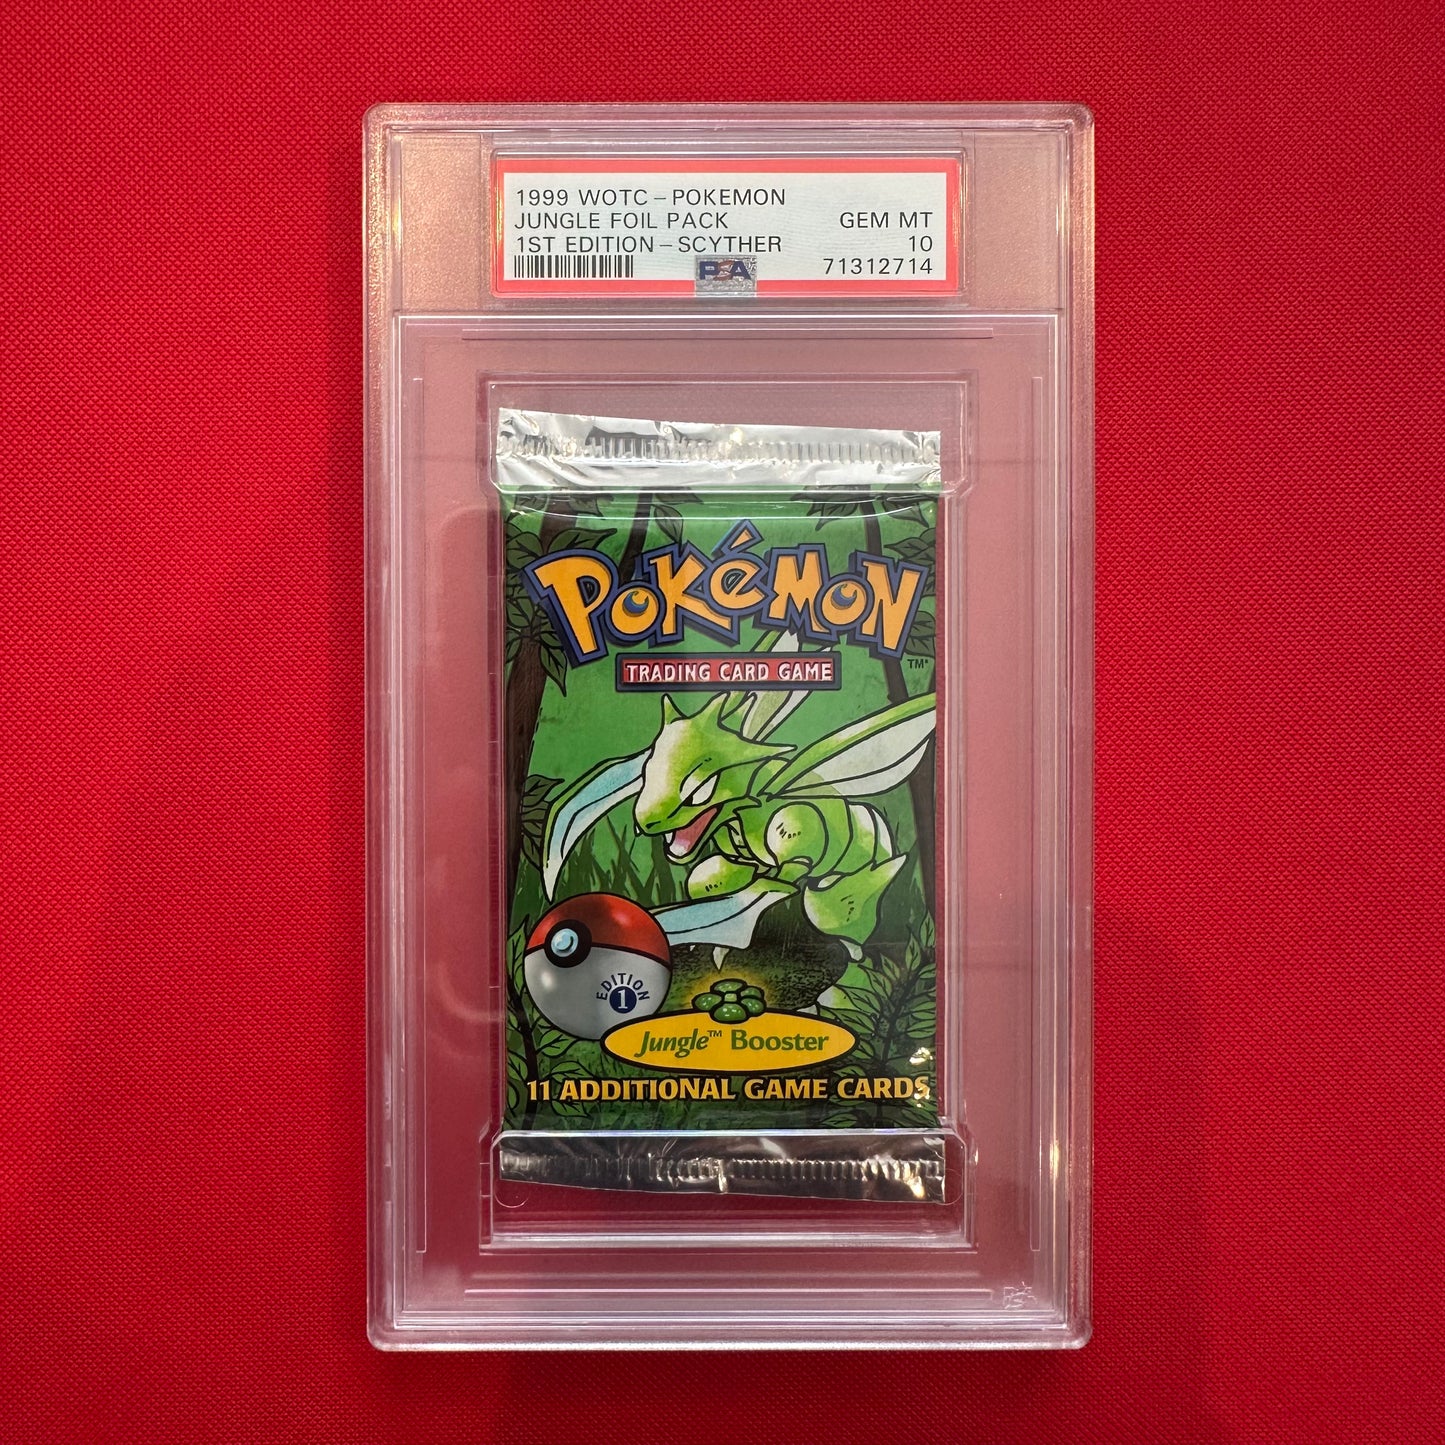 1999 WOTC – POKEMON
JUNGLE FOIL PACK GEM MT
1ST EDITION – SCYTHER 10
PSA 71312714
POKéMON
TM
TRADING CARD GAME
EDITION
1
Jungle™ Booster
11 ADDITIONAL GAME CARDS
PSA